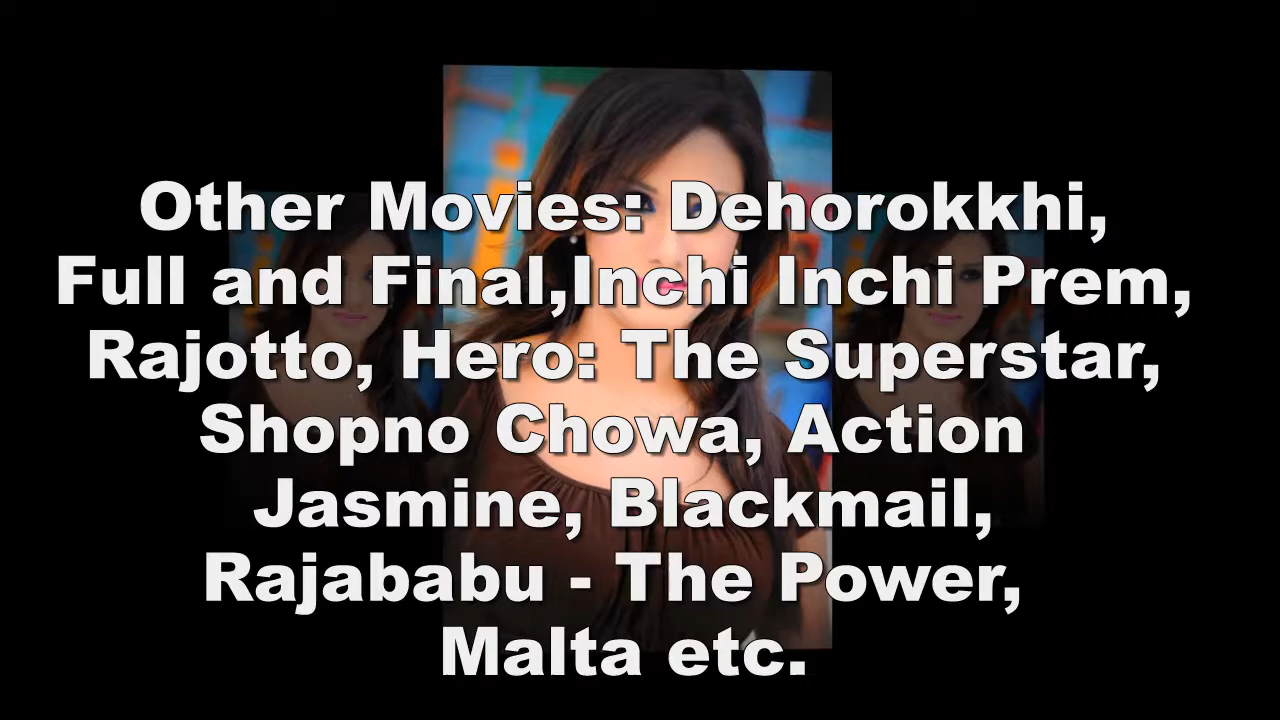 Other Movies: Dehorokkhi,
Full and Final,Inchi Inchi Prem,
Rajotto, Hero: The Superstar,
Shopno Chowa, Action
Jasmine, Blackmail,
Rajababu - The Power,
Malta etc.